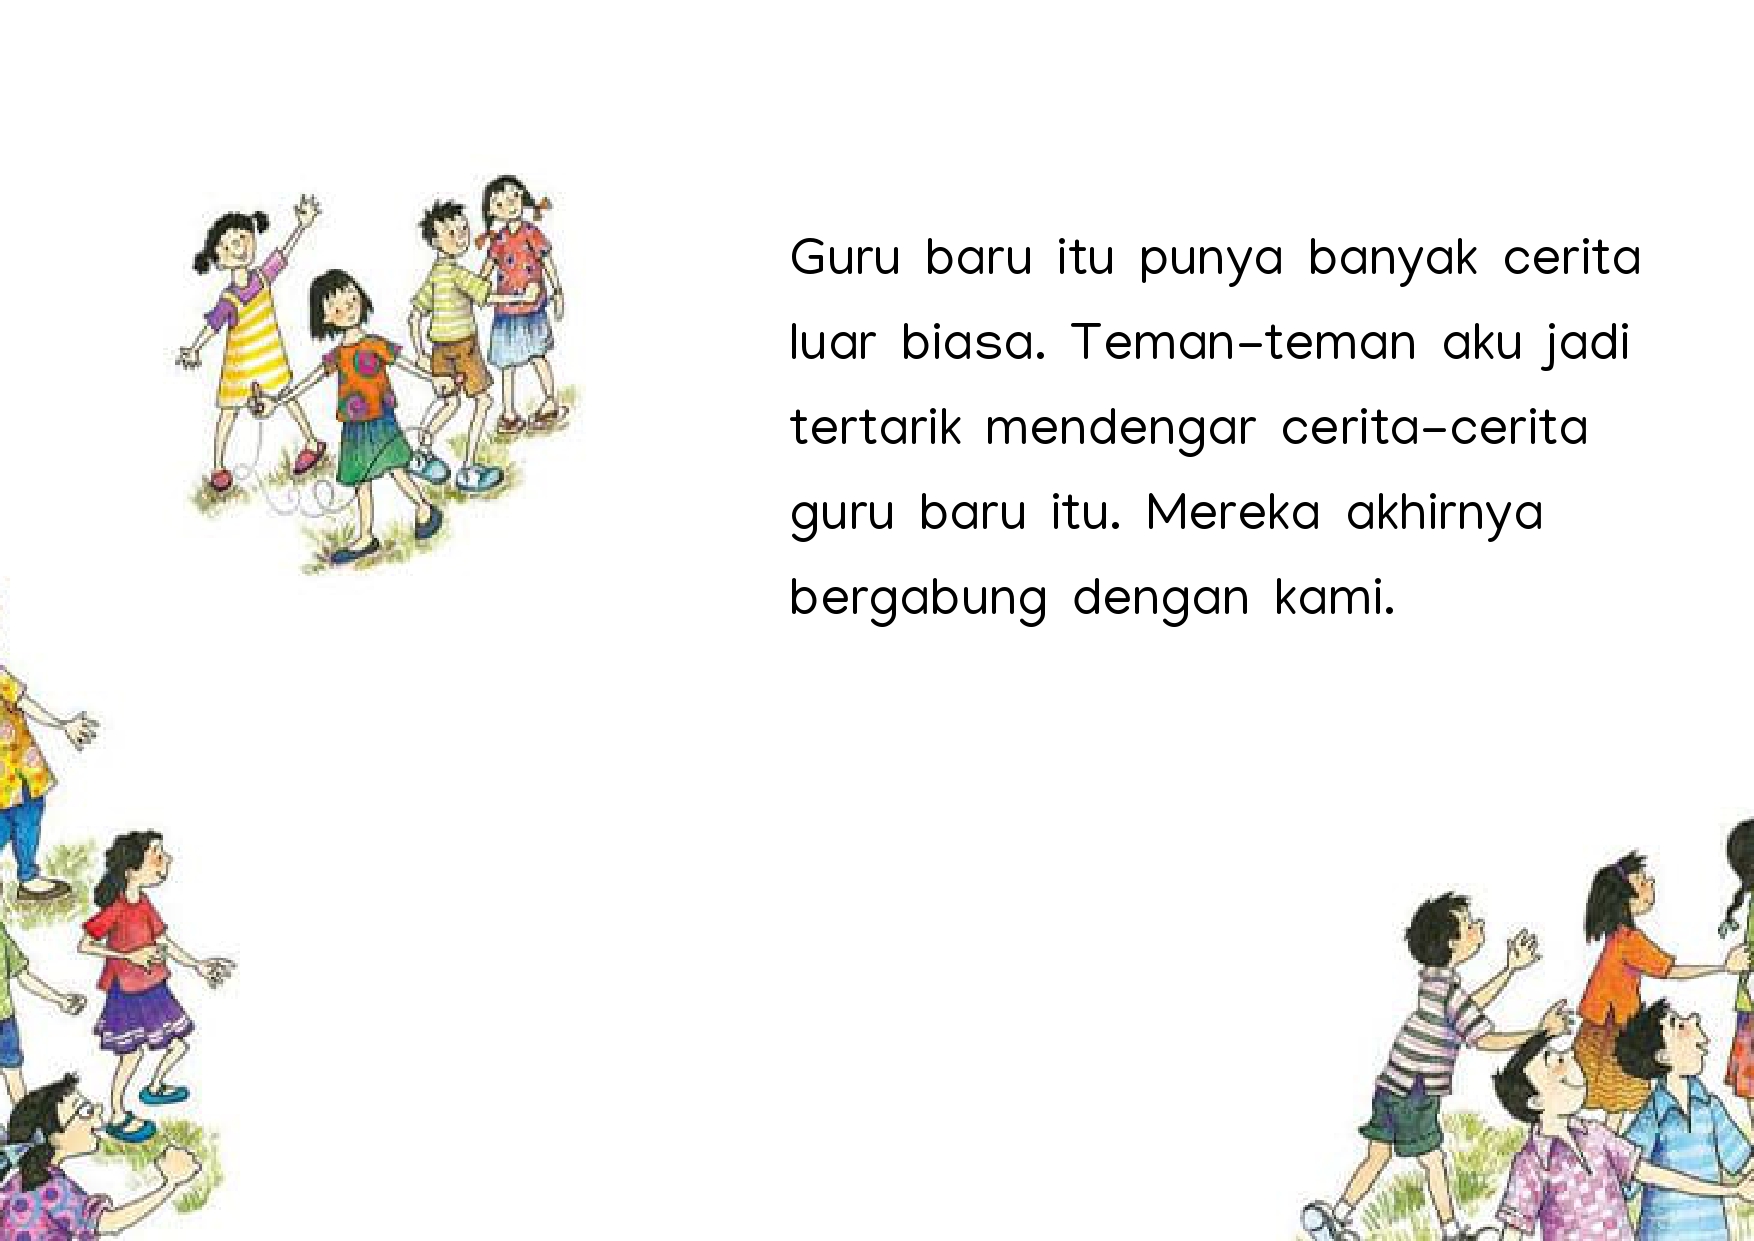 Guru baru itu punya banyak cerita
luar biasa. Teman-teman aku jadi
tertarik mendengar cerita-cerita
guru baru itu. Mereka akhirnya
bergabung dengan kami.